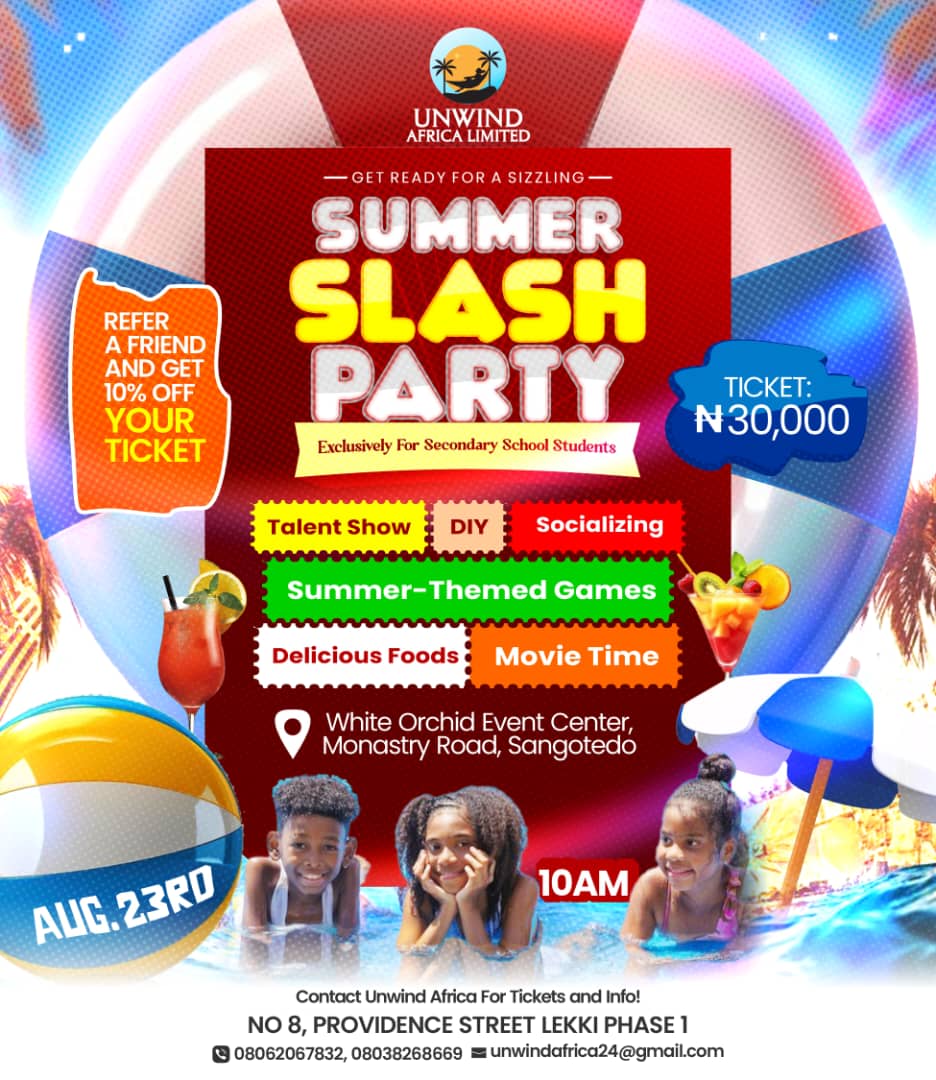 UNWIND
AFRICA LIMITED
GET READY FOR A SIZZLING
SUMMER
SLASH
PARTY
Exclusively For Secondary School Students
REFER
A FRIEND
AND GET
10% OFF
YOUR
TICKET
TICKET:
₦30,000
Talent Show
DIY
Socializing
Summer-Themed Games
Delicious Foods
Movie Time
White Orchid Event Center,
Monastry Road, Sangotedo
AUG. 23RD
10AM
Contact Unwind Africa For Tickets and Info!
NO 8, PROVIDENCE STREET LEKKI PHASE 1
08062067832, 08038268669 unwindafrica24@gmail.com